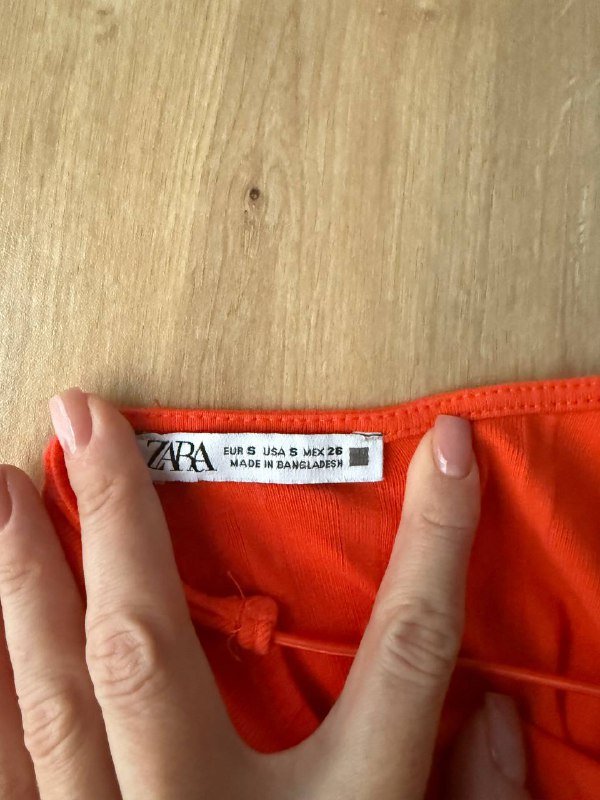 ZARA
EUR S USA S MEX 26
MADE IN BANGLADESH